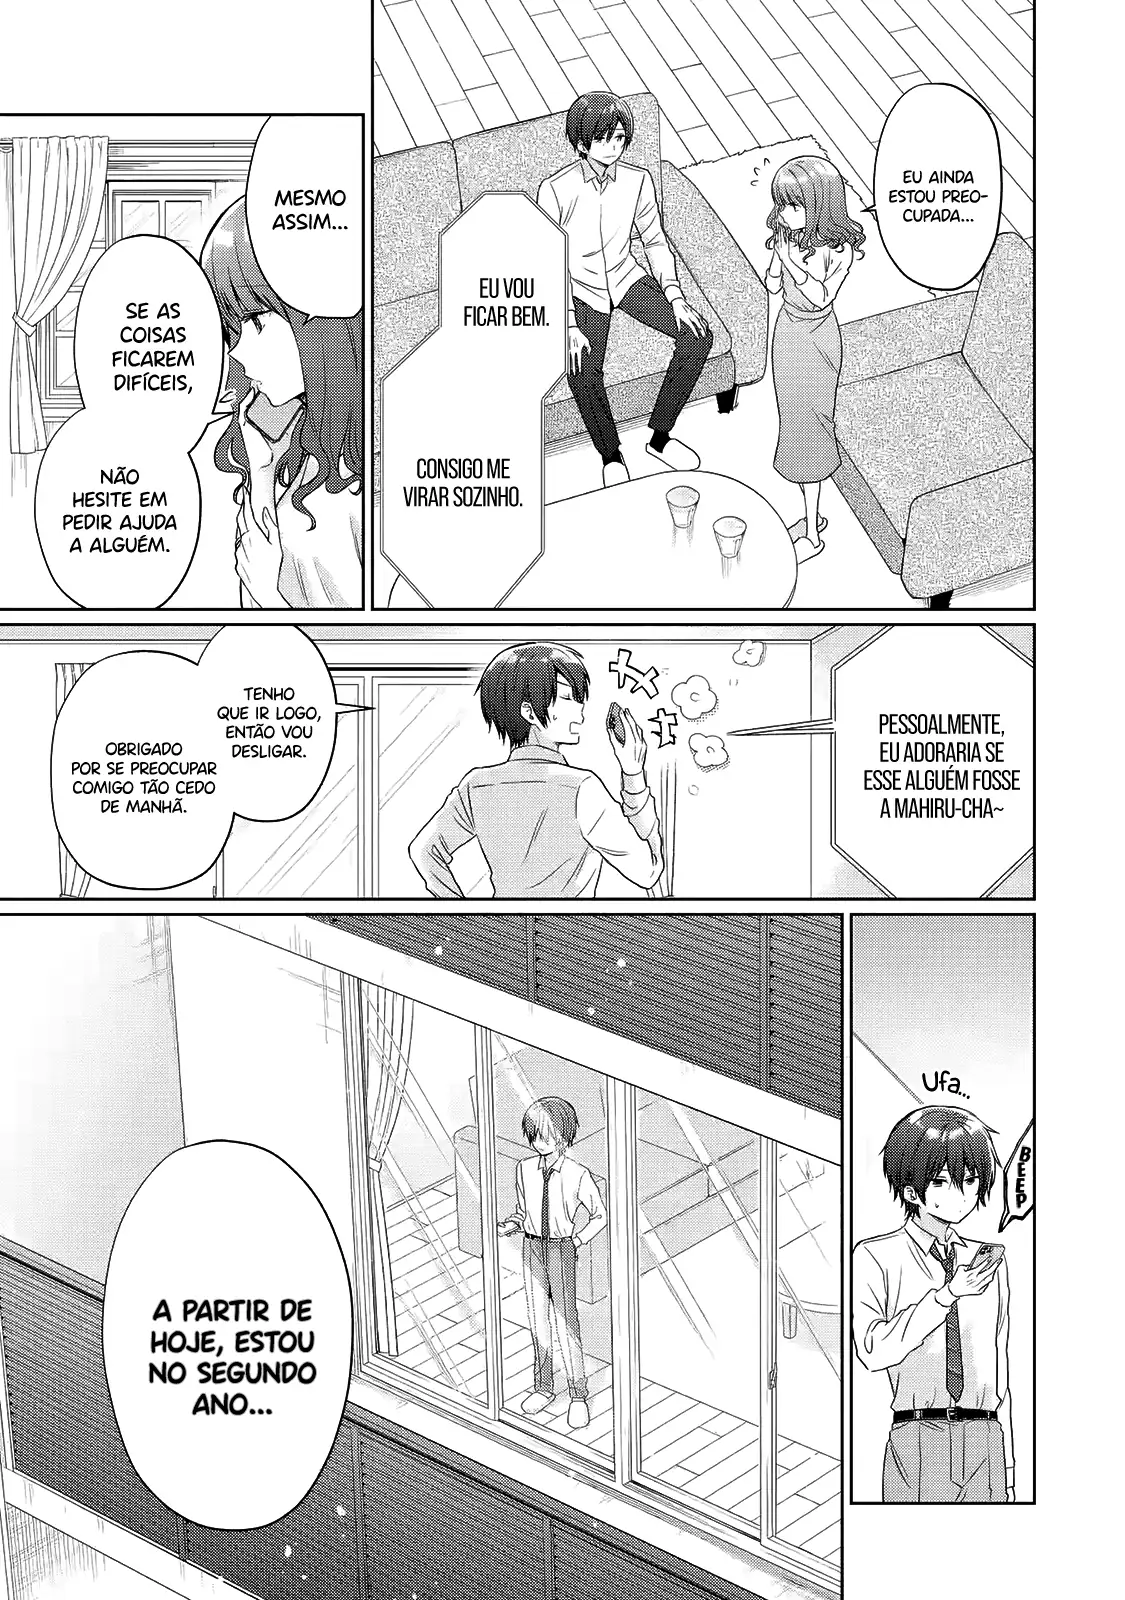 EU AINDA
ESTOU PREO-
CUPADA...
EU VOU
FICAR BEM.
CONSIGO ME
VIRAR SOZINHO.
MESMO
ASSIM...
SE AS
COISAS
FICAREM
DIFÍCEIS,
NÃO
HESITE EM
PEDIR AJUDA
A ALGUÉM.
PESSOALMENTE,
EU ADORARIA SE
ESSE ALGUÉM FOSSE
A MAHIRU-CHA~
TENHO
QUE IR LOGO,
ENTÃO VOU
DESLIGAR.
OBRIGADO
POR SE PREOCUPAR
COMIGO TÃO CEDO
DE MANHÃ.
Ufa...
BEEP
A PARTIR DE
HOJE, ESTOU
NO SEGUNDO
ANO...